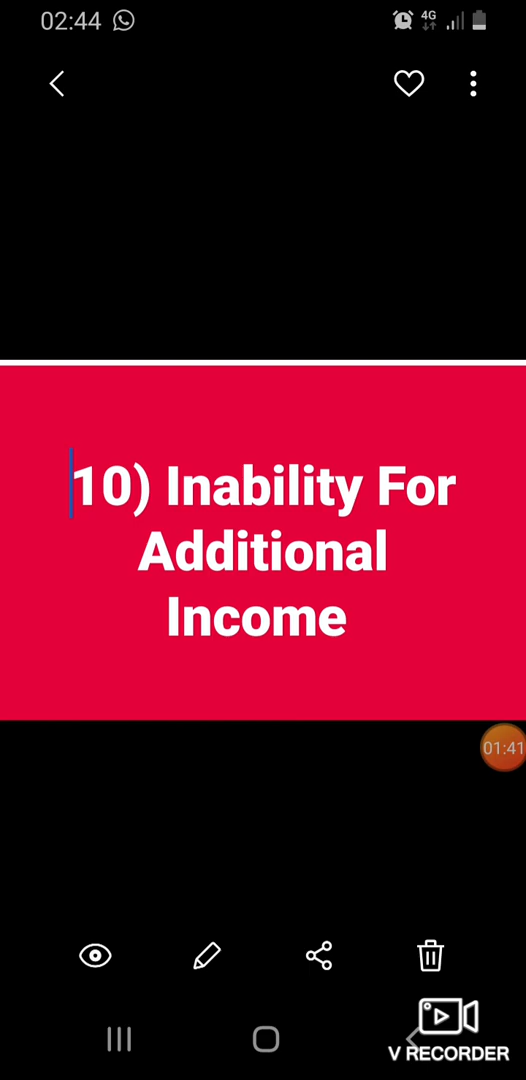 02:44
4G
10) Inability For
Additional
Income
01:41
V RECORDER